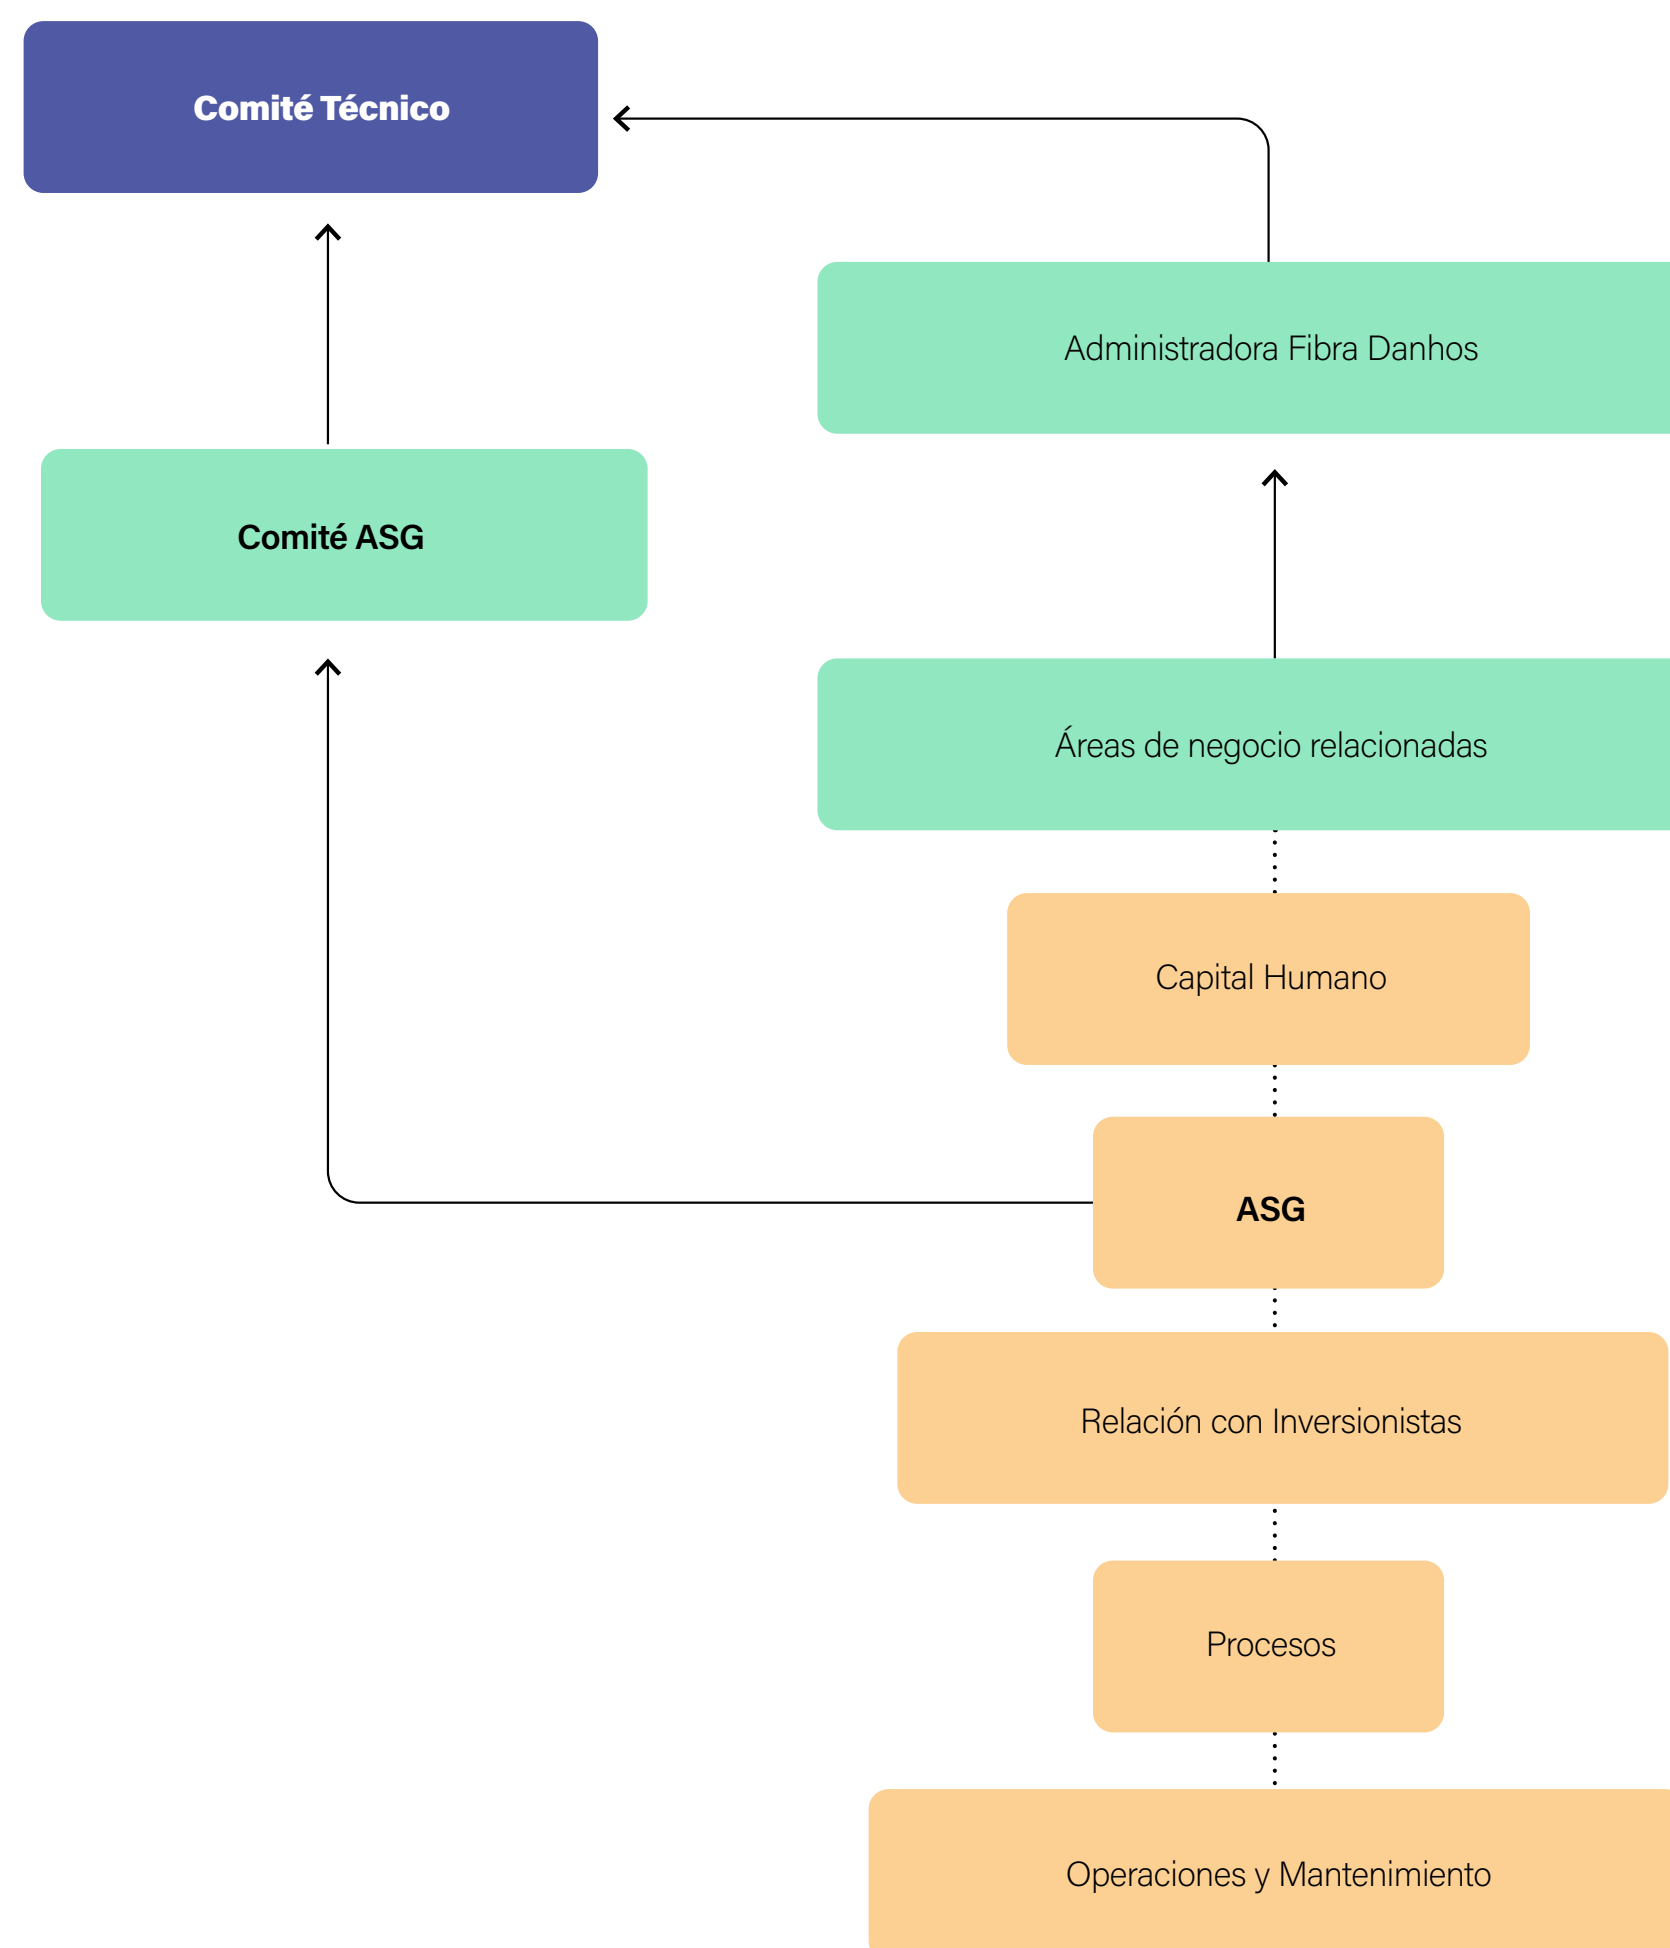 Comité Técnico
Administradora Fibra Danhos
Comité ASG
Áreas de negocio relacionadas
Capital Humano
ASG
Relación con Inversionistas
Procesos
Operaciones y Mantenimiento